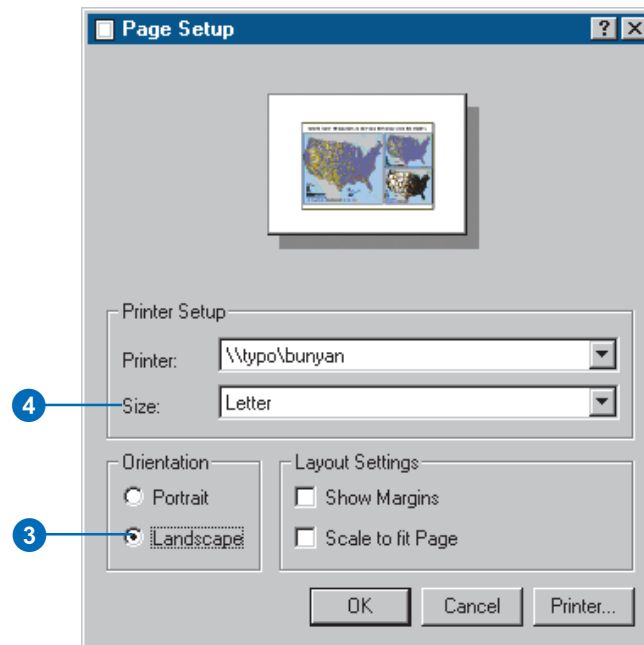 Page Setup
Printer Setup
Printer: \\typo\bunyan
4 Size: Letter
Orientation
Portrait
3 Landscape
Layout Settings
Show Margins
Scale to fit Page
OK Cancel Printer...